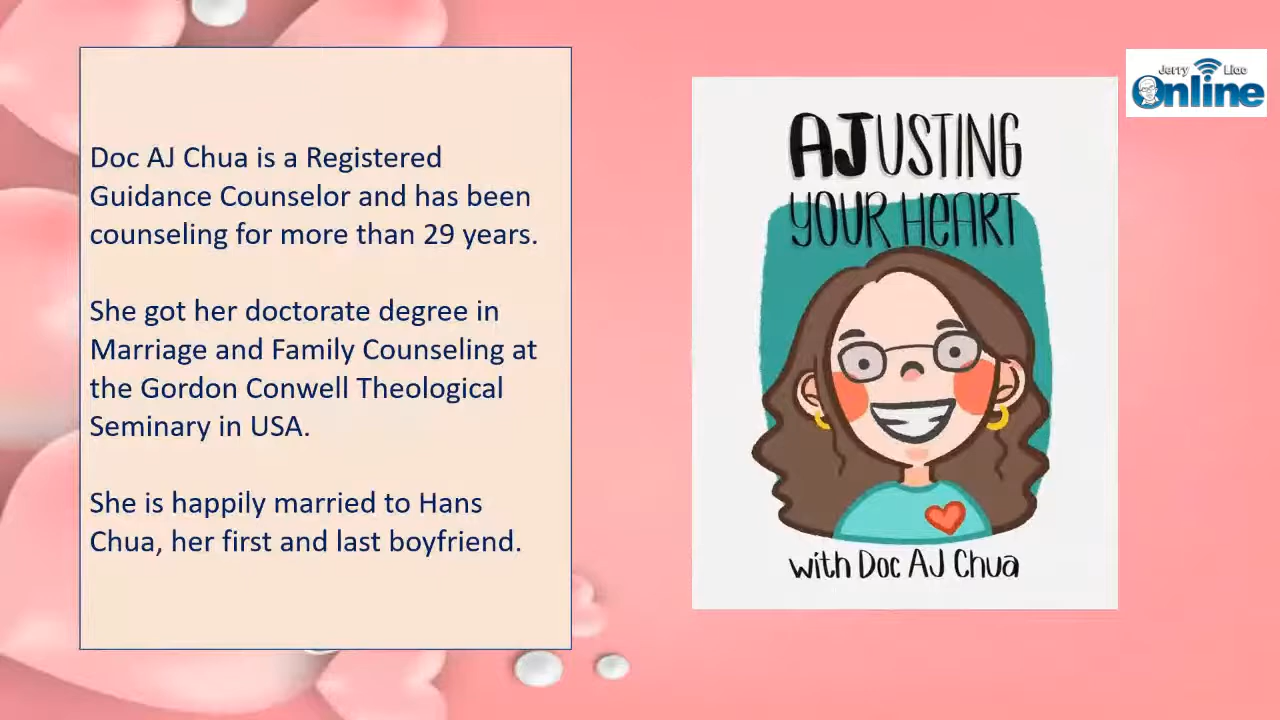 Doc AJ Chua is a Registered
Guidance Counselor and has been
counseling for more than 29 years.
She got her doctorate degree in
Marriage and Family Counseling at
the Gordon Conwell Theological
Seminary in USA.
She is happily married to Hans
Chua, her first and last boyfriend.
AJUSTING
YOUR HEART
with Doc AJ Chua
Jerry Liao
Online